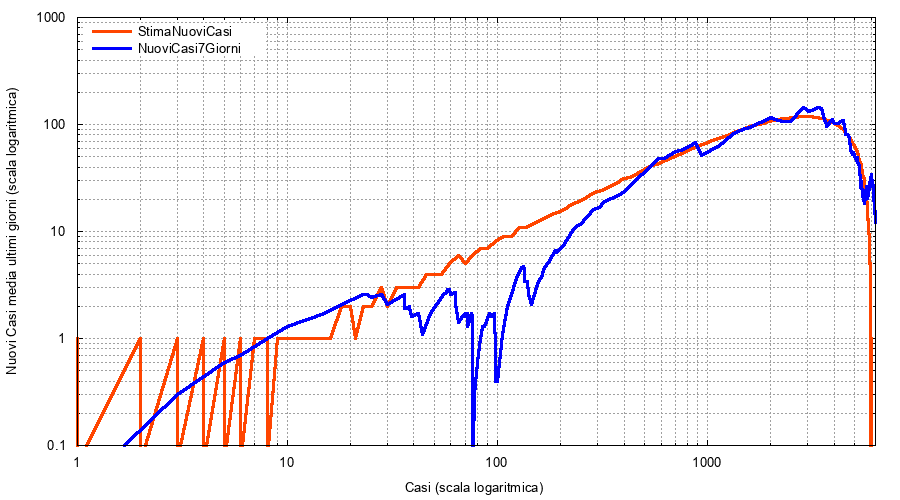 StimaNuoviCasi
NuoviCasi7Giorni
Nuovi Casi media ultimi giorni (scala logaritmica)
1000
100
10
1
0.1
1
10
100
1000
Casi (scala logaritmica)